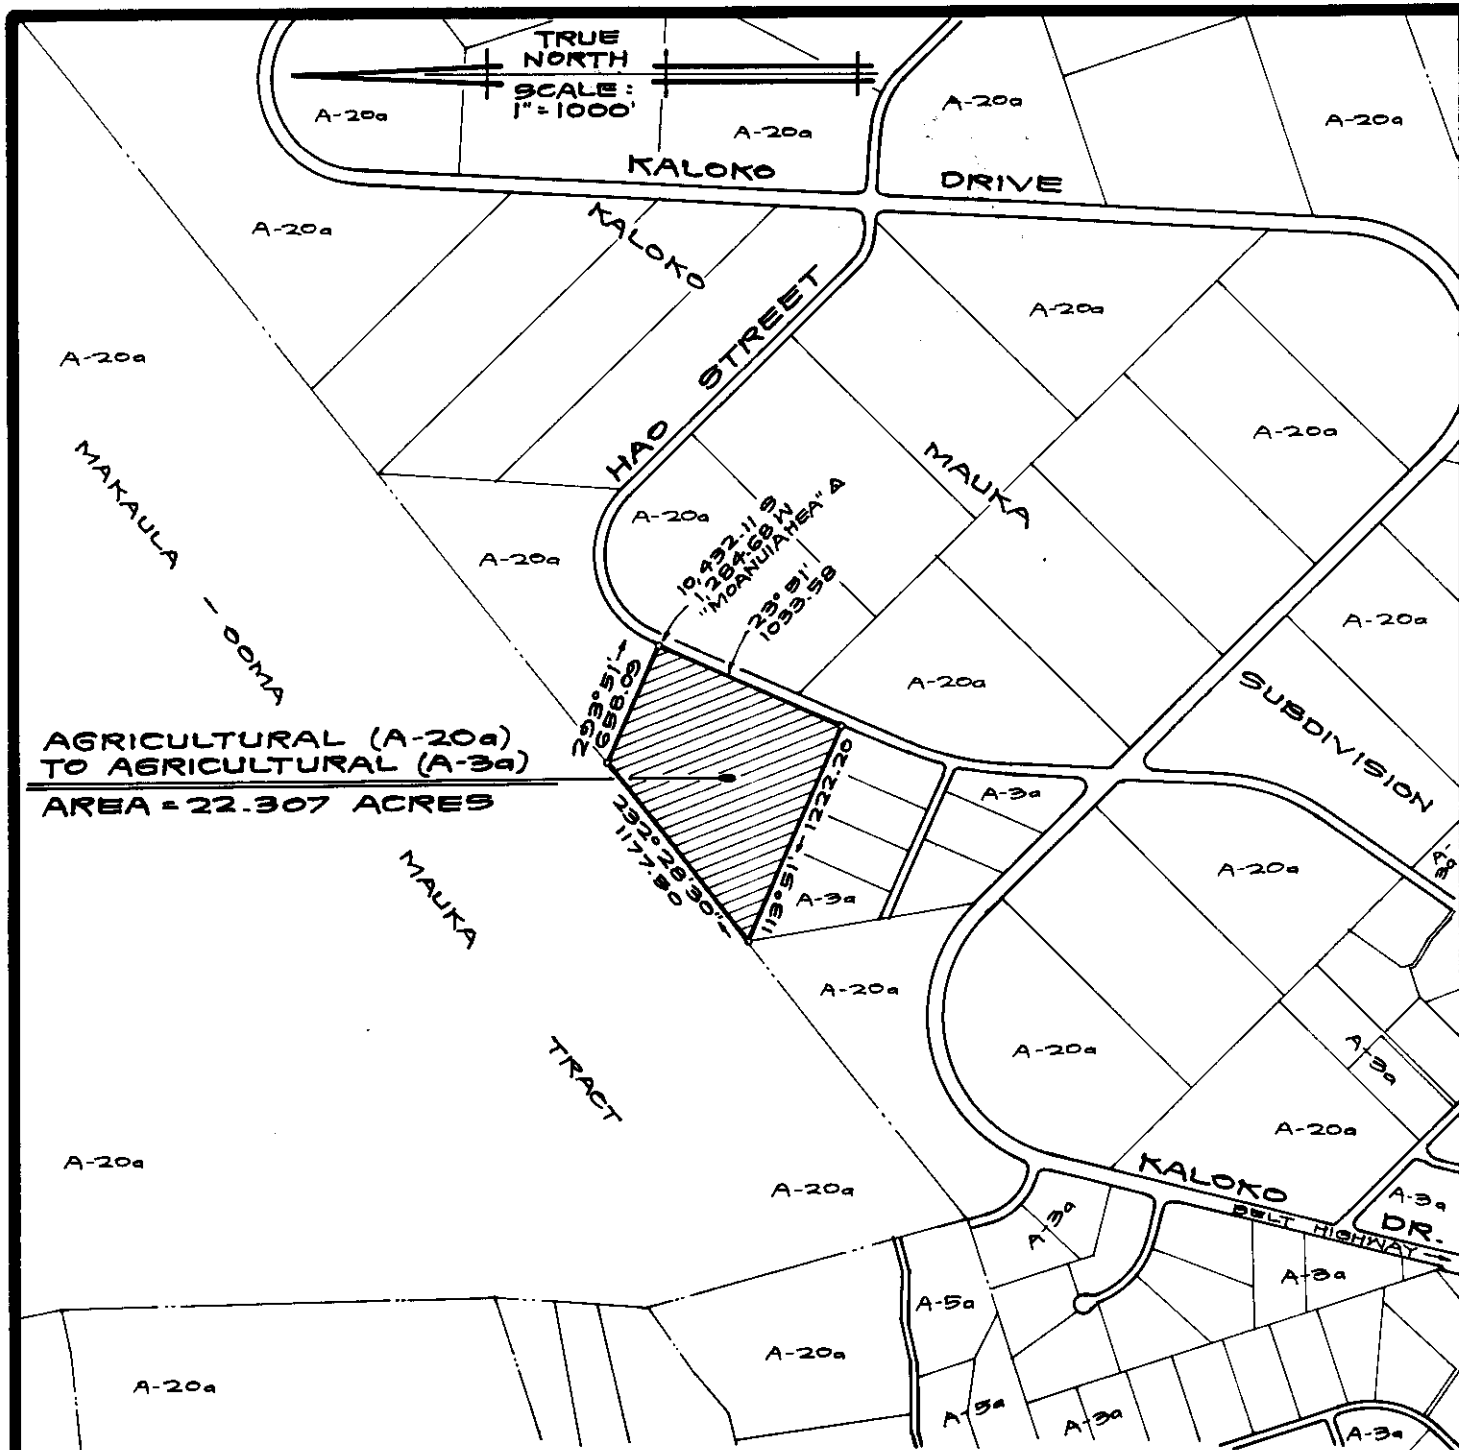 TRUE
NORTH
SCALE:
1"=1000'
A-20a
A-20a
A-20a
A-20a
KALOKO
DRIVE
A-20a
KALOKO
A-20a
A-20a
HAO STREET
A-20a
MAUKA
MAKAULA - OOMA
A-20a
A-20a
10,432.11 S
1,284.68 W
"MOANUIAHEA" Δ
23° 51'
1033.58
A-20a
A-20a
SUBDIVISION
293° 51'
658.09
AGRICULTURAL (A-20a)
TO AGRICULTURAL (A-3a)
AREA = 22.307 ACRES
232° 28' 30"
1177.50
113° 51' 1222.20
A-3a
A-3a
A-20a
A-3a
MAUKA
A-20a
TRACT
A-20a
A-3a
A-20a
A-20a
A-20a
KALOKO
DR.
BELT HIGHWAY
A-3a
A-3a
A-3a
A-5a
A-20a
A-20a
A-5a
A-3a
A-3a